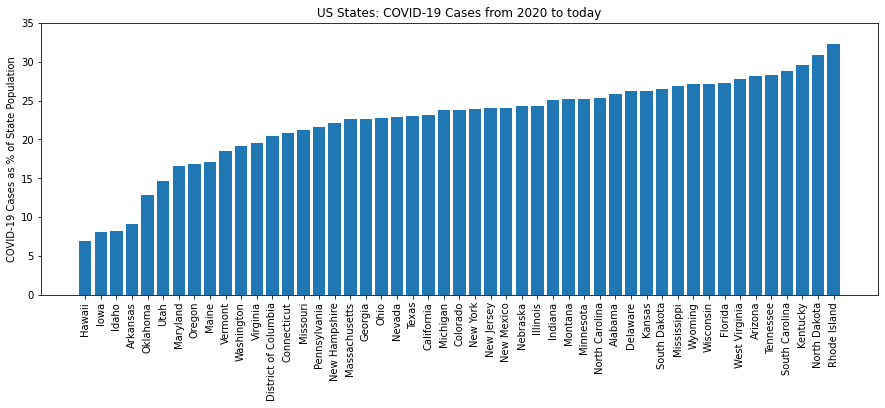 US States: COVID-19 Cases from 2020 to today
COVID-19 Cases as % of State Population
35
30
25
20
15
10
5
0
Hawaii
Iowa
Idaho
Arkansas
Oklahoma
Utah
Maryland
Oregon
Maine
Vermont
Washington
Virginia
District of Columbia
Connecticut
Missouri
Pennsylvania
New Hampshire
Massachusetts
Georgia
Ohio
Nevada
Texas
California
Michigan
Colorado
New York
New Jersey
New Mexico
Nebraska
Illinois
Indiana
Montana
Minnesota
North Carolina
Alabama
Delaware
Kansas
South Dakota
Mississippi
Wyoming
Wisconsin
Florida
West Virginia
Arizona
Tennessee
South Carolina
Kentucky
North Dakota
Rhode Island